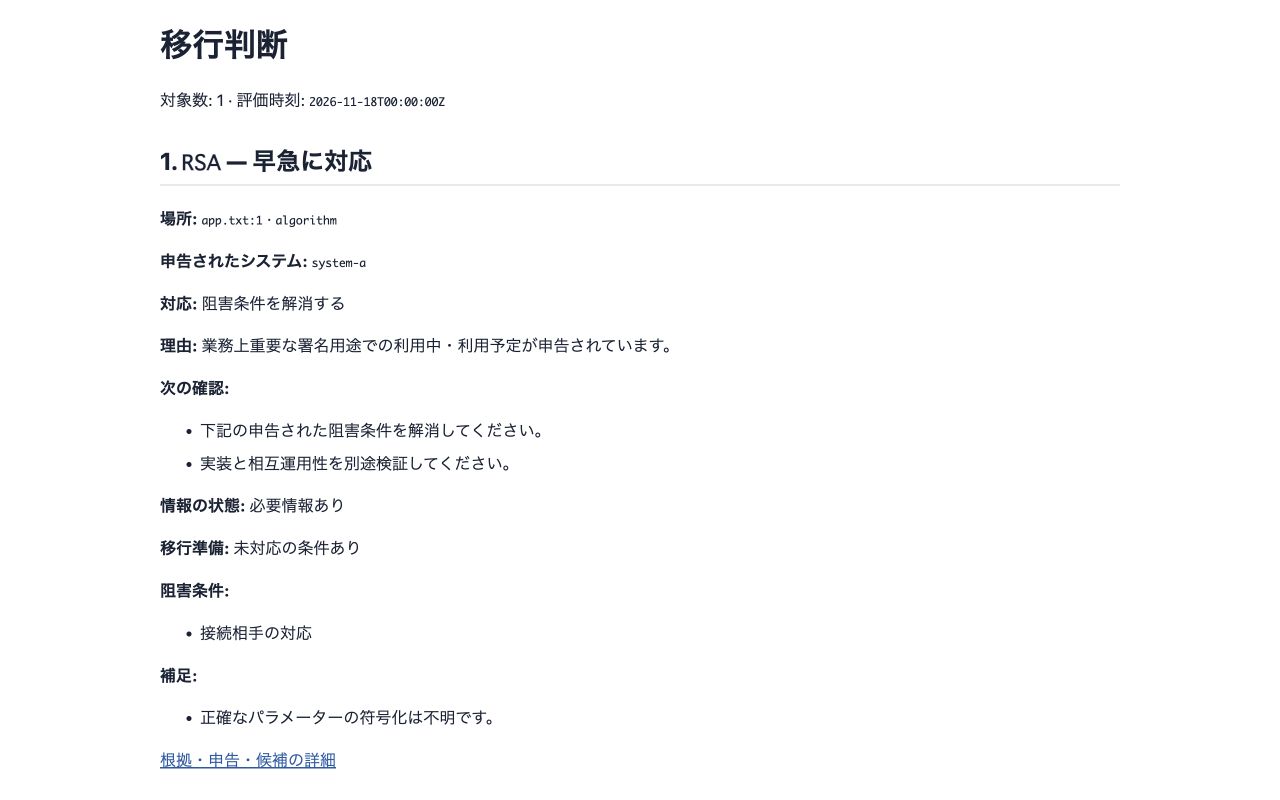 移行判断
対象数: 1 · 評価時刻: 2026-11-18T00:00:00Z
1. RSA — 早急に対応
場所: app.txt:1 · algorithm
申告されたシステム: system-a
対応: 阻害条件を解消する
理由: 業務上重要な署名用途での利用中・利用予定が申告されています。
次の確認:
• 下記の申告された阻害条件を解消してください。
• 実装と相互運用性を別途検証してください。
情報の状態: 必要情報あり
移行準備: 未対応の条件あり
阻害条件:
• 接続相手の対応
補足:
• 正確なパラメーターの符号化は不明です。
根拠・申告・候補の詳細